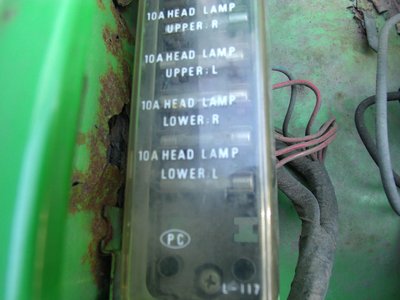 10A HEAD LAMP
UPPER:R
10A HEAD LAMP
UPPER:L
10A HEAD LAMP
LOWER:R
10A HEAD LAMP
LOWER L
PC
L-117